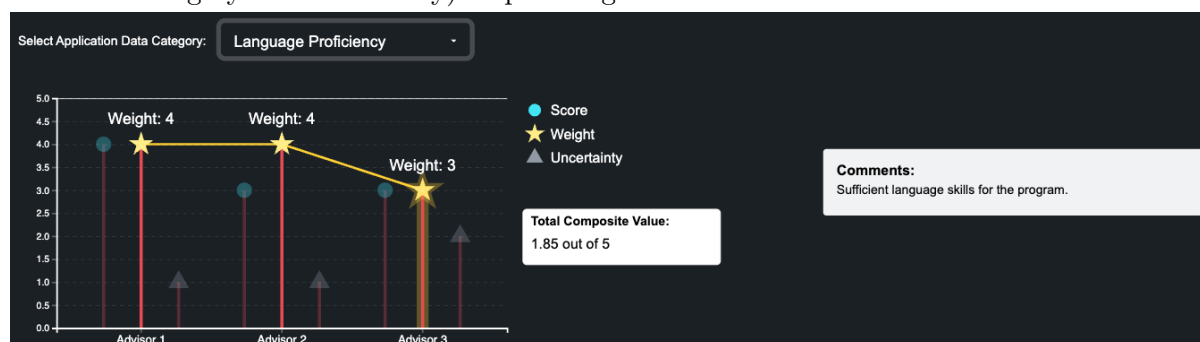 Select Application Data Category: Language Proficiency
5.0
4.5
4.0
3.5
3.0
2.5
2.0
1.5
1.0
0.5
0.0
Weight: 4
Weight: 4
Weight: 3
Advisor 1
Advisor 2
Advisor 3
Score
Weight
Uncertainty
Total Composite Value:
1.85 out of 5
Comments:
Sufficient language skills for the program.